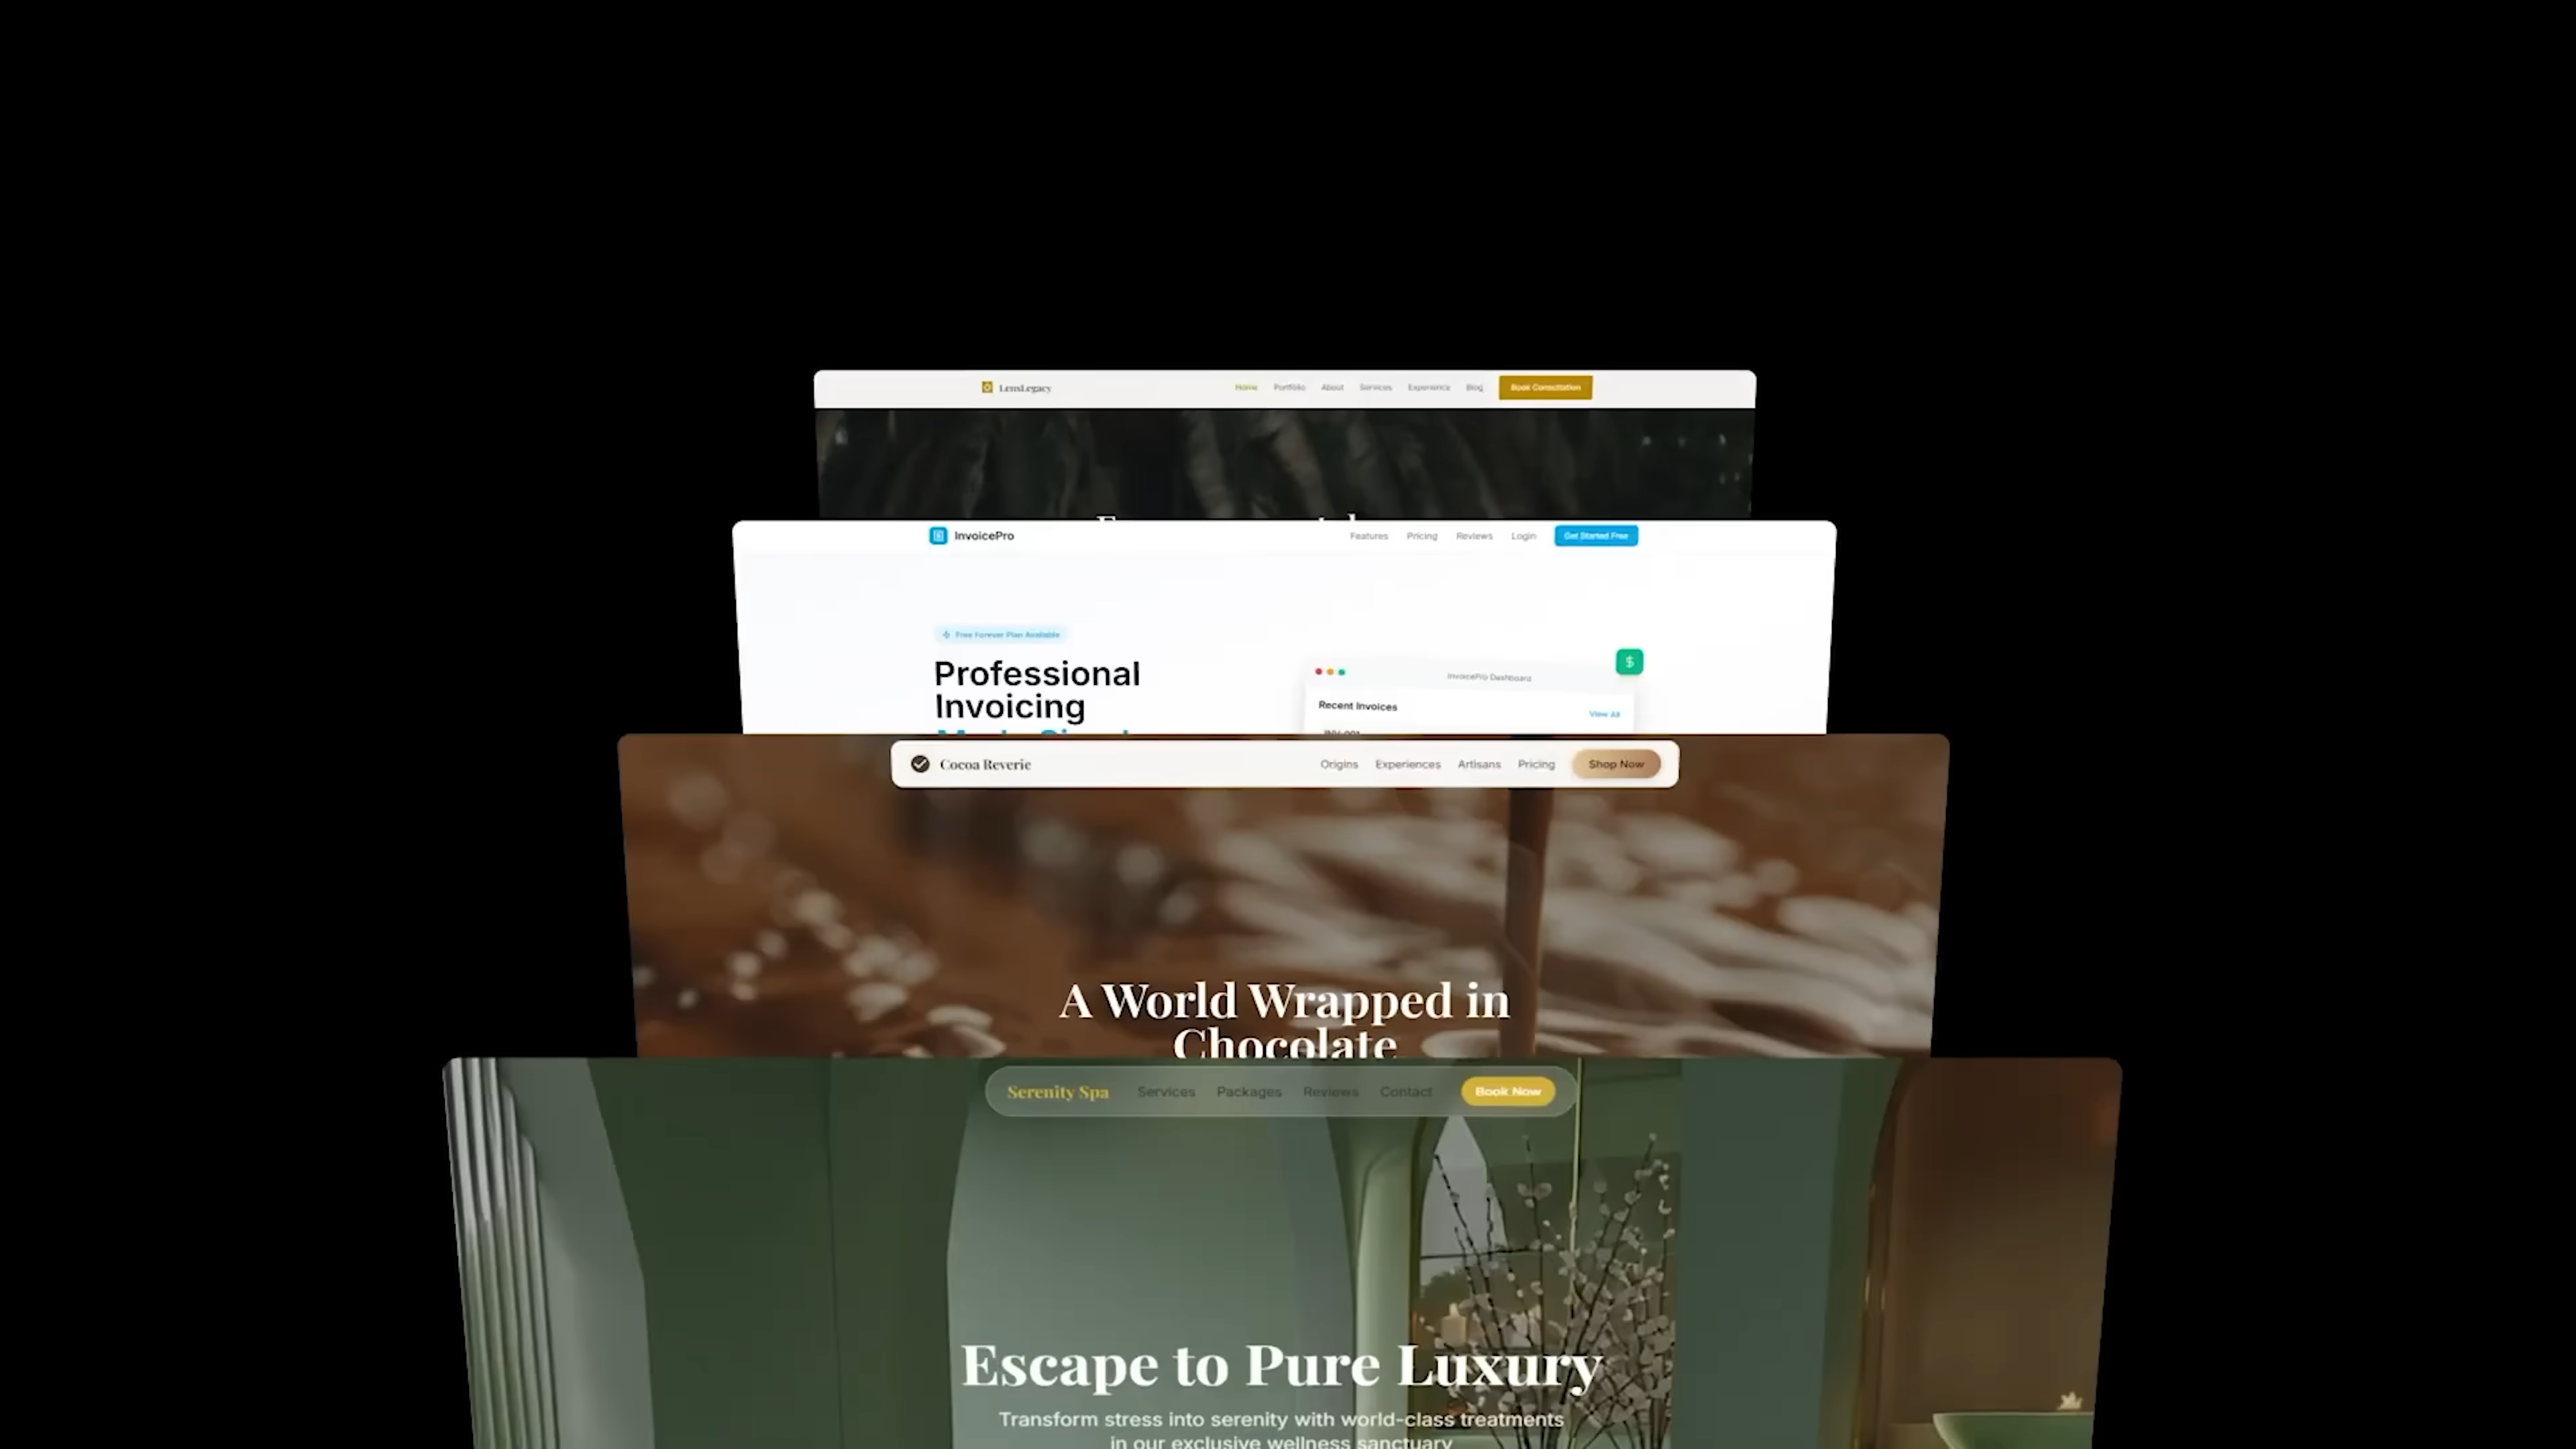 LensLegacy Home Portfolio About Services Experience Blog Book Consultation
InvoicePro Features Pricing Reviews Login Get Started Free
Free Forever Plan Available
Professional
Invoicing
$
InvoicePro Dashboard
Recent Invoices
View All
Cocoa Reverie Origins Experiences Artisans Pricing Shop Now
A World Wrapped in
Chocolate
Serenity Spa Services Packages Reviews Contact Book Now
Escape to Pure Luxury
Transform stress into serenity with world-class treatments
in our exclusive wellness sanctuary